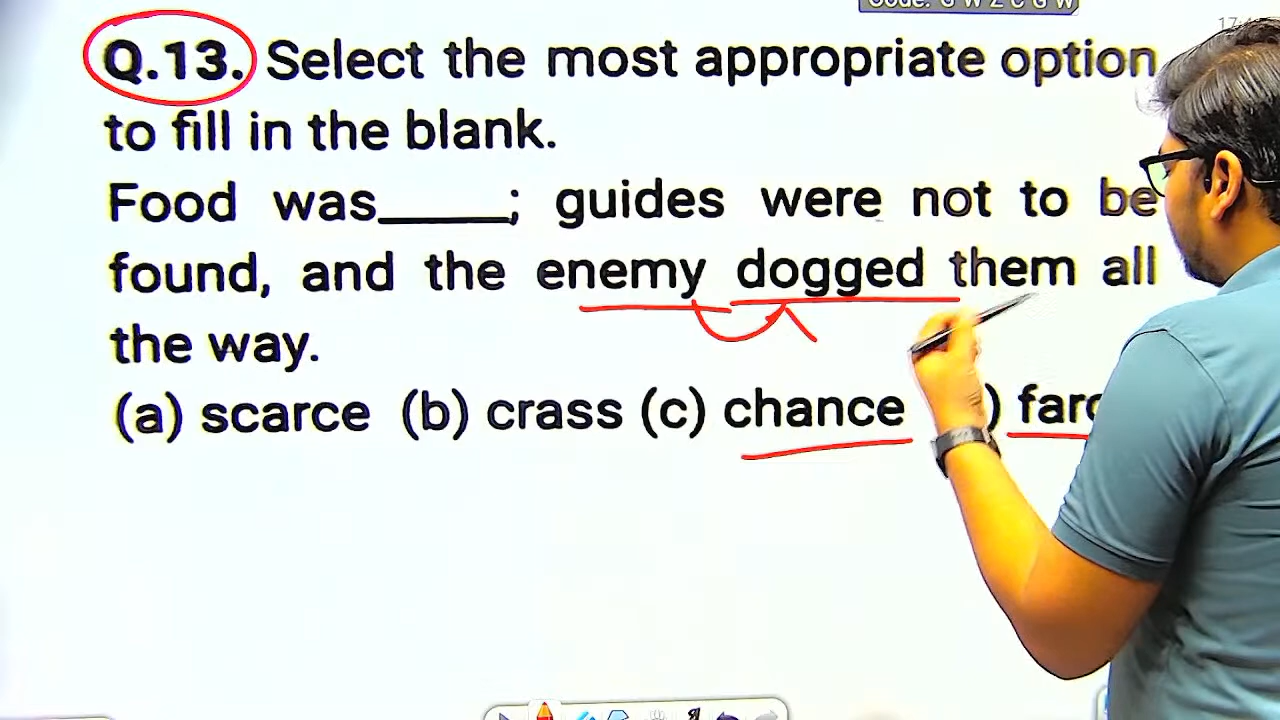 Q.13. Select the most appropriate option
to fill in the blank.
Food was_____; guides were not to be
found, and the enemy dogged them all
the way.
(a) scarce (b) crass (c) chance